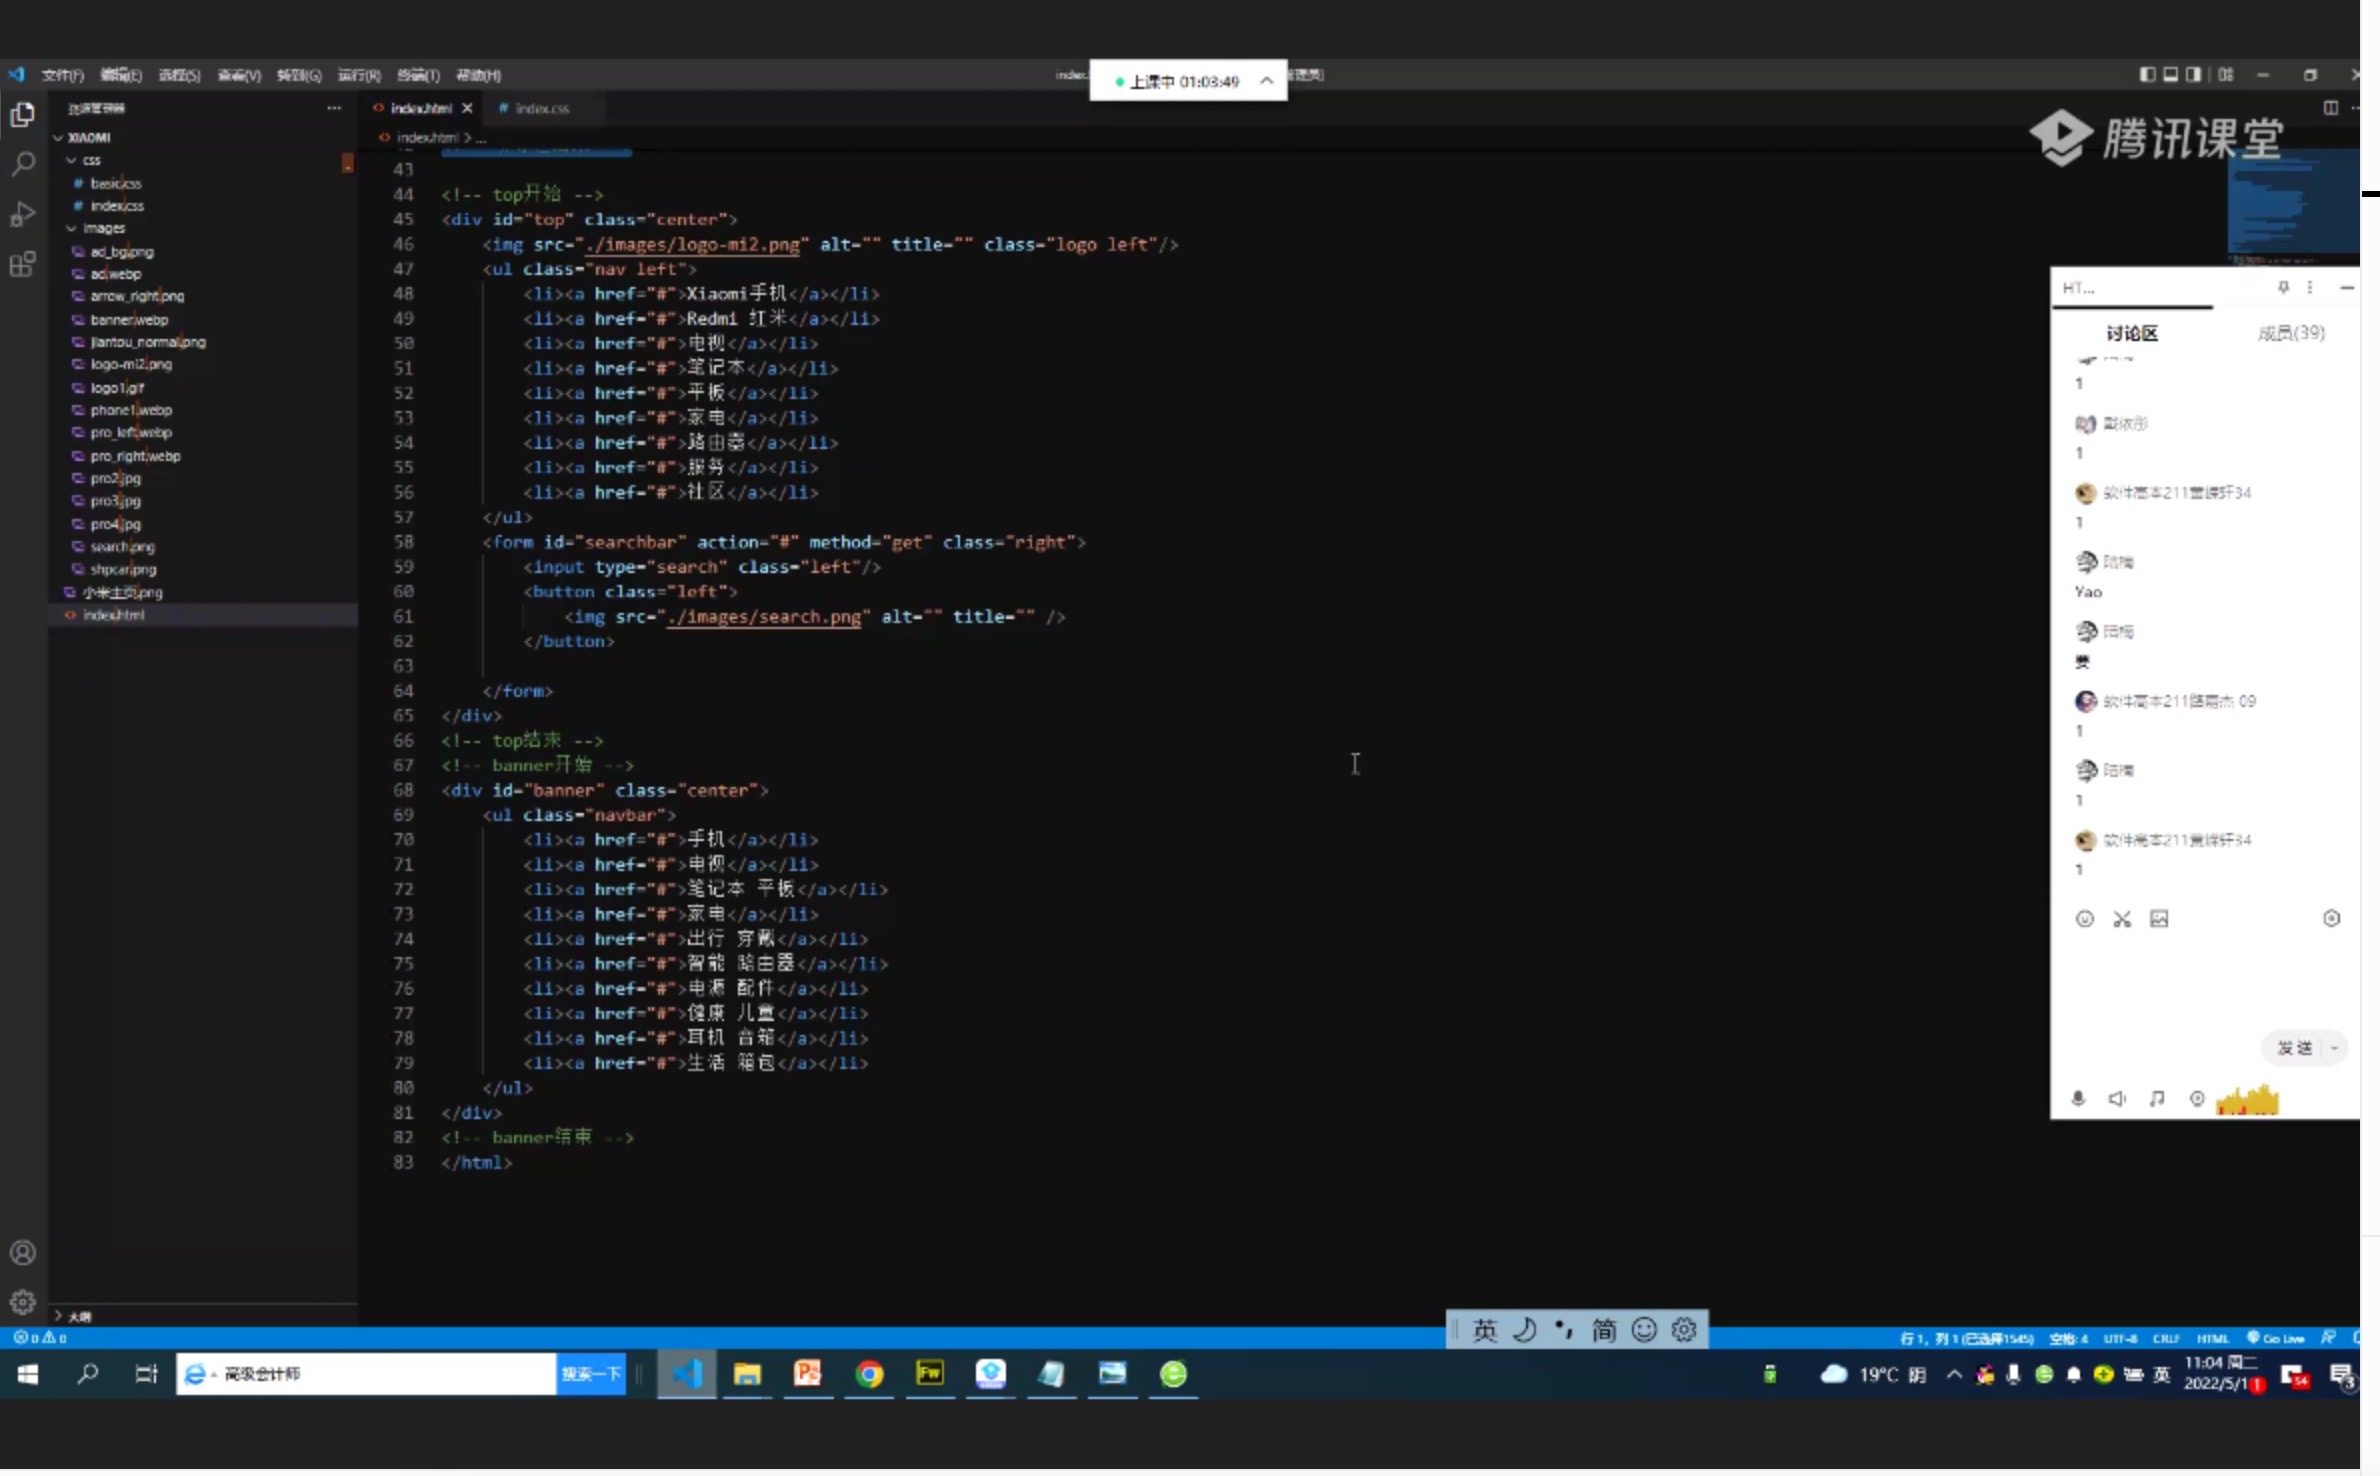 文件(F) 编辑(E) 选择(S) 查看(V) 转到(G) 运行(R) 终端(T) 帮助(H)
上课中 01:03:49
资源管理器
index.html
index.css
腾讯课堂
XIAOMI
index.html > ...
css
basic.css
index.css
images
ad_bg.png
ad.webp
arrow_right.png
banner.webp
jiantou_normal.png
logo-mi2.png
logo1.gif
phone1.webp
pro_left.webp
pro_right.webp
pro2.jpg
pro3.jpg
pro4.jpg
search.png
shpcar.png
小米主页.png
index.html
大纲
43
44 <!-- top开始 -->
45 <div id="top" class="center">
46 <img src="./images/logo-mi2.png" alt="" title="" class="logo left"/>
47 <ul class="nav left">
48 <li><a href="#">Xiaomi手机</a></li>
49 <li><a href="#">Redmi 红米</a></li>
50 <li><a href="#">电视</a></li>
51 <li><a href="#">笔记本</a></li>
52 <li><a href="#">平板</a></li>
53 <li><a href="#">家电</a></li>
54 <li><a href="#">路由器</a></li>
55 <li><a href="#">服务</a></li>
56 <li><a href="#">社区</a></li>
57 </ul>
58 <form id="searchbar" action="#" method="get" class="right">
59 <input type="search" class="left"/>
60 <button class="left">
61 <img src="./images/search.png" alt="" title="" />
62 </button>
63
64 </form>
65 </div>
66 <!-- top结束 -->
67 <!-- banner开始 -->
68 <div id="banner" class="center">
69 <ul class="navbar">
70 <li><a href="#">手机</a></li>
71 <li><a href="#">电视</a></li>
72 <li><a href="#">笔记本 平板</a></li>
73 <li><a href="#">家电</a></li>
74 <li><a href="#">出行 穿戴</a></li>
75 <li><a href="#">智能 路由器</a></li>
76 <li><a href="#">电源 配件</a></li>
77 <li><a href="#">健康 儿童</a></li>
78 <li><a href="#">耳机 音箱</a></li>
79 <li><a href="#">生活 箱包</a></li>
80 </ul>
81 </div>
82 <!-- banner结束 -->
83 </html>
HT...
讨论区 成员(39)
1
1
软件高本211
1
Yao
要
软件高本211 09
1
1
软件高本211
1
发送
英 简
0 0
行 1, 列 1 (已选择1545) 空格: 4 UTF-8 CRLF HTML Go Live
高级会计师
搜索一下
19°C 阴
英
11:04 周二
2022/5/1
54
3